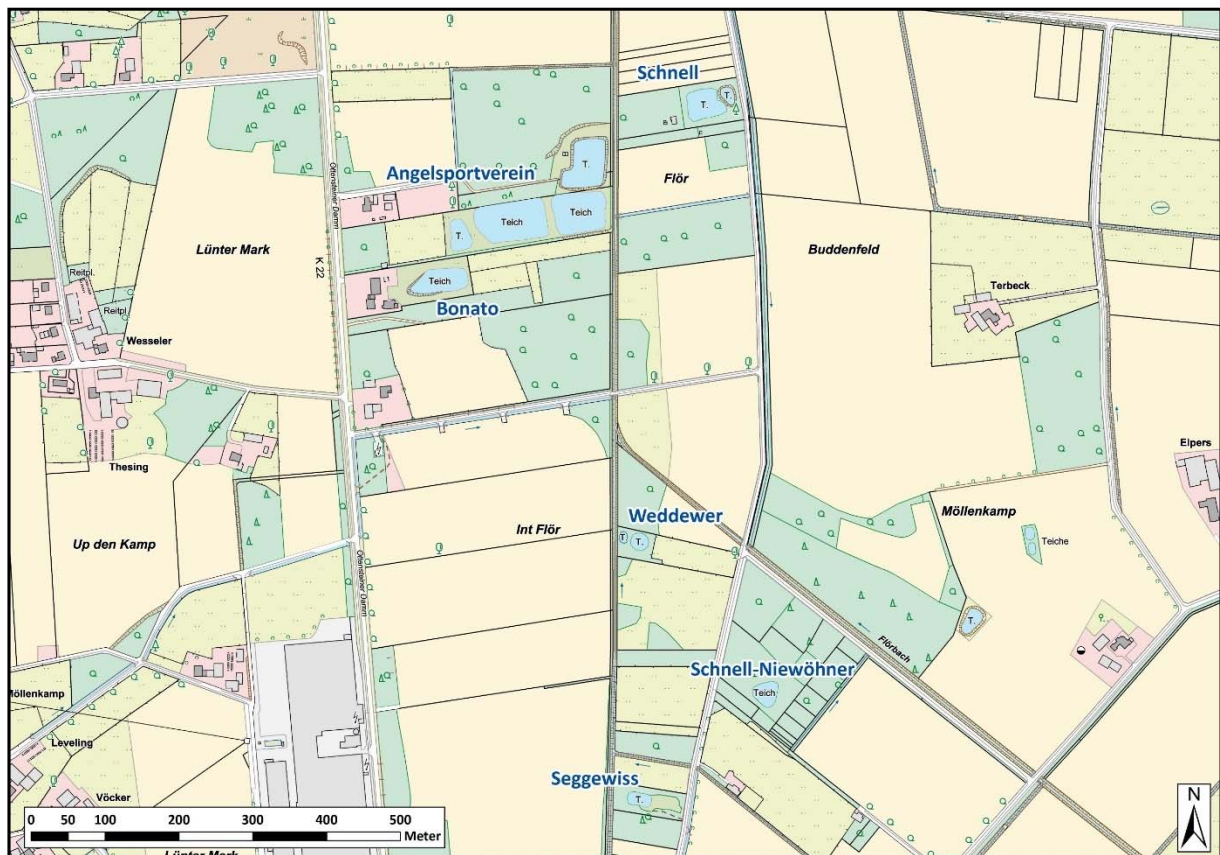 Schnell
T.
T.
Angelsportverein
T.
Flör
Ottensteiner Damm
Lünter Mark
K 22
T.
Teich
Teich
Buddenfeld
Reitpl.
Teich
Terbeck
Reitpl.
Bonato
Wesseler
Elpers
Thesing
Weddewer
Möllenkamp
Int Flör
Up den Kamp
T.
T.
Teiche
Ottensteiner Damm
T.
Flörbach
Schnell-Niewöhner
Möllenkamp
Teich
Leveling
Seggewiss
Vöcker
T.
N
0 50 100 200 300 400 500
Meter
Lünter Mark